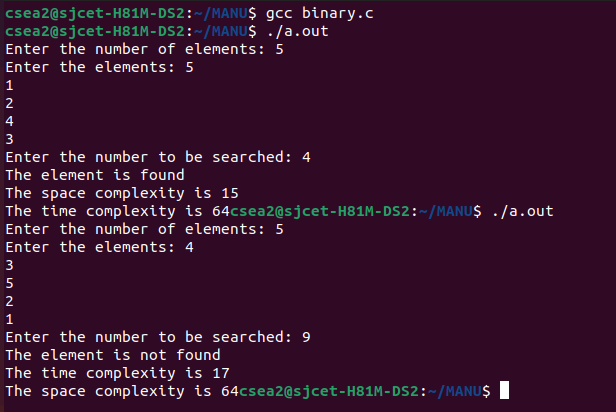 csea2@sjcet-H81M-DS2:~/MANU$ gcc binary.c
csea2@sjcet-H81M-DS2:~/MANU$ ./a.out
Enter the number of elements: 5
Enter the elements: 5
1
2
4
3
Enter the number to be searched: 4
The element is found
The space complexity is 15
The time complexity is 64csea2@sjcet-H81M-DS2:~/MANU$ ./a.out
Enter the number of elements: 5
Enter the elements: 4
3
5
2
1
Enter the number to be searched: 9
The element is not found
The time complexity is 17
The space complexity is 64csea2@sjcet-H81M-DS2:~/MANU$